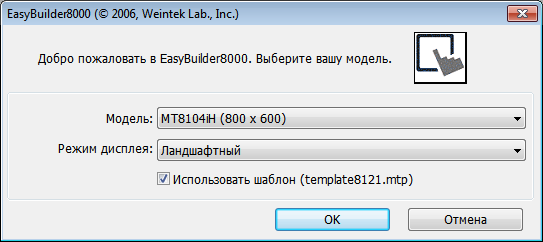 EasyBuilder8000 (© 2006, Weintek Lab., Inc.)
Добро пожаловать в EasyBuilder8000. Выберите вашу модель.
Модель: MT8104iH (800 x 600)
Режим дисплея: Ландшафтный
Использовать шаблон (template8121.mtp)
OK Отмена